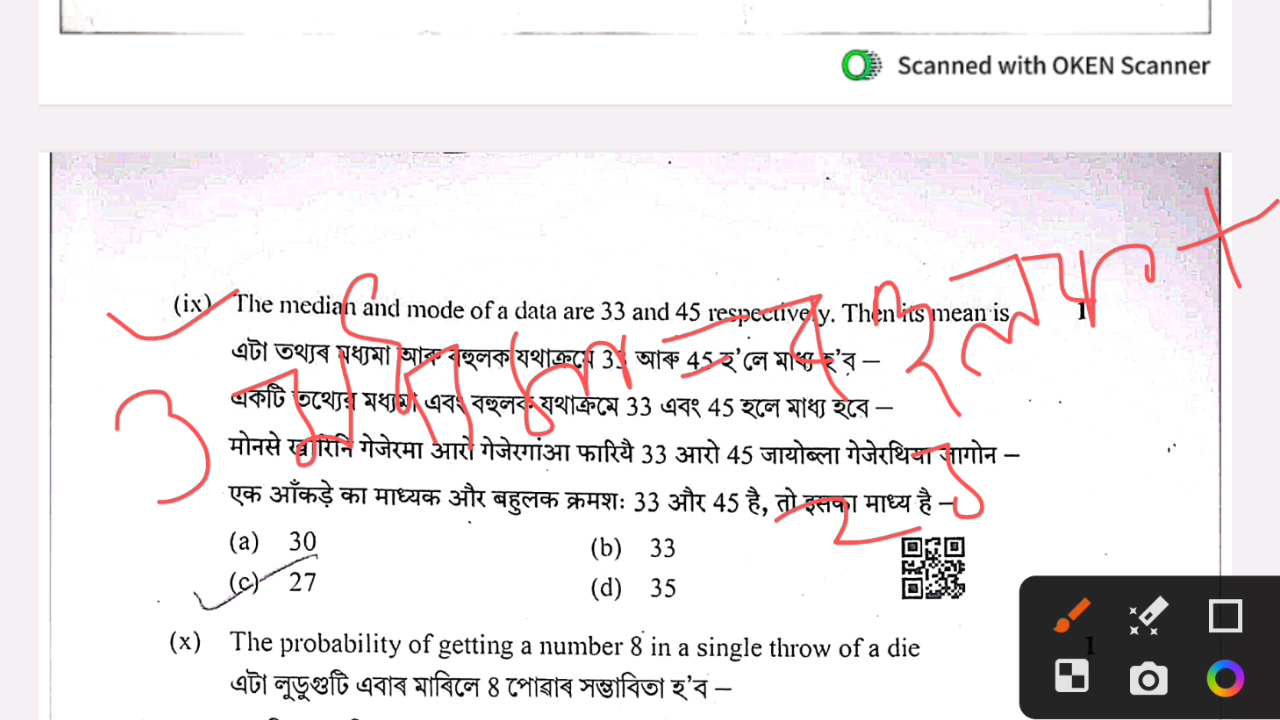 Scanned with OKEN Scanner
(ix) The median and mode of a data are 33 and 45 respectively. Then its mean is 1
এটা তথ্যৰ মধ্যমা আৰু বহুলক যথাক্ৰমে 33 আৰু 45 হ'লে মাধ্য হ'ব –
একটি তথ্যের মধ্যমা এবং বহুলক যথাক্রমে 33 এবং 45 হলে মাধ্য হবে –
मोनसे खारिनि गेजेरमा आरो गेजेरगांआ फारियै 33 आरो 45 जायोब्ला गेजेरथिया जागोन –
एक आँकड़े का माध्यक और बहुलक क्रमशः 33 और 45 है, तो इसका माध्य है –
(a) 30 (b) 33
(c) 27 (d) 35
(x) The probability of getting a number 8 in a single throw of a die 1
এটা লুডুগুটি এবাৰ মাৰিলে 8 পোৱাৰ সম্ভাৱিতা হ'ব –